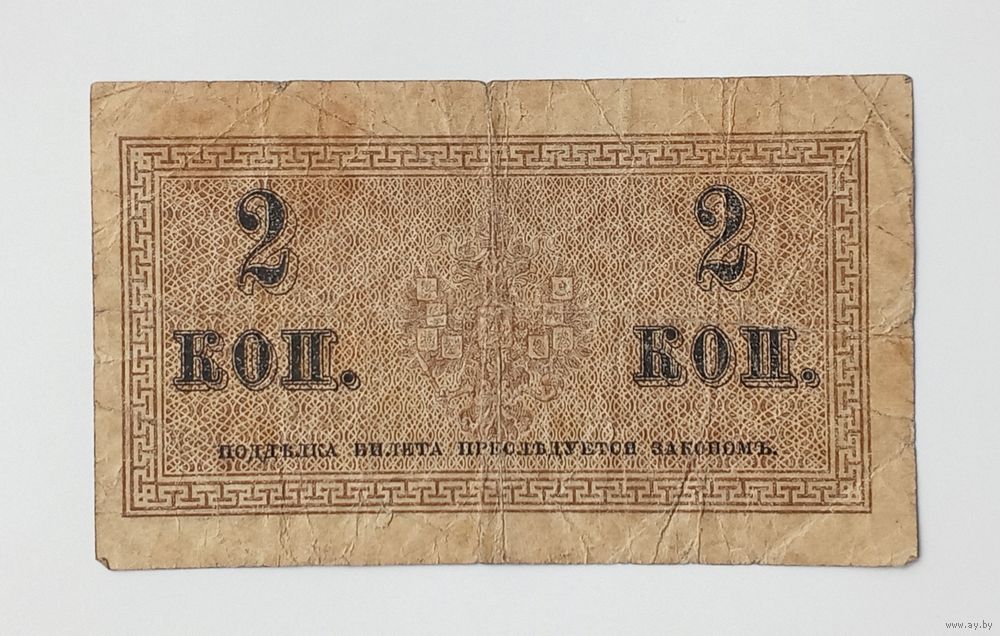 2 2
КОП. КОП.
ПОДДѢЛКА БИЛЕТА ПРЕСЛѢДУЕТСЯ ЗАКОНОМЪ.
www.ay.by